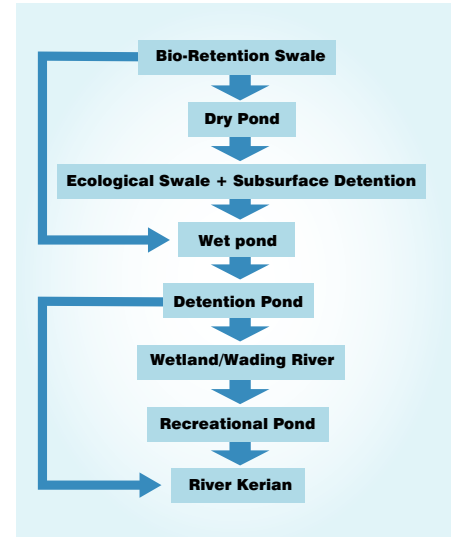 Bio-Retention Swale
Dry Pond
Ecological Swale + Subsurface Detention
Wet pond
Detention Pond
Wetland/Wading River
Recreational Pond
River Kerian